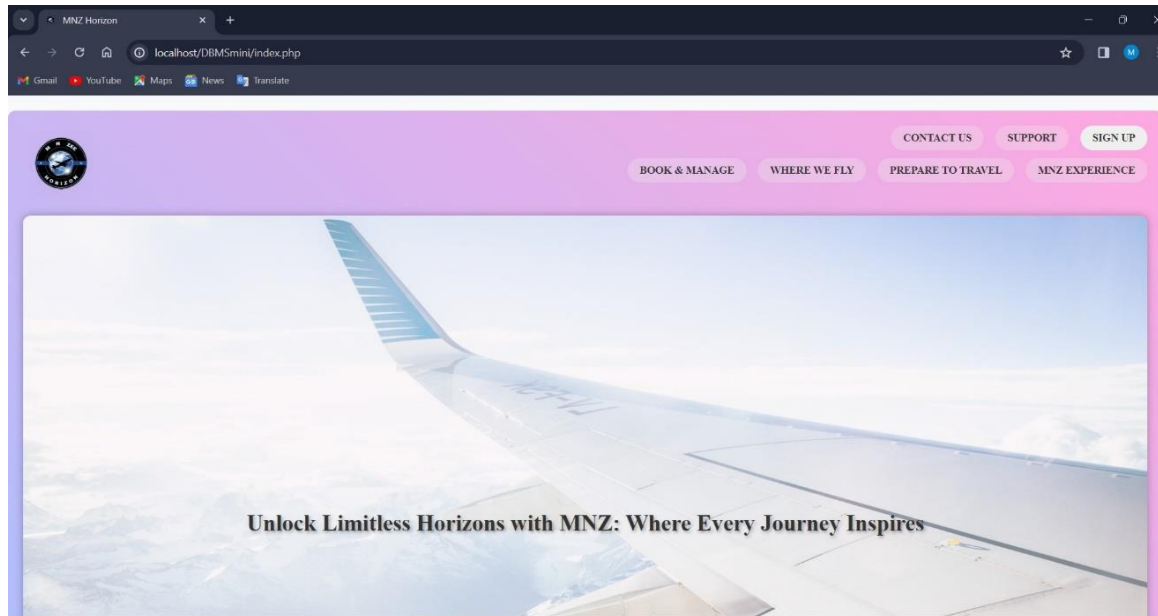 MNZ Horizon
localhost/DBMSmini/index.php
Gmail YouTube Maps News Translate
M
CONTACT US SUPPORT SIGN UP
HORIZON
BOOK & MANAGE WHERE WE FLY PREPARE TO TRAVEL MNZ EXPERIENCE
Unlock Limitless Horizons with MNZ: Where Every Journey Inspires